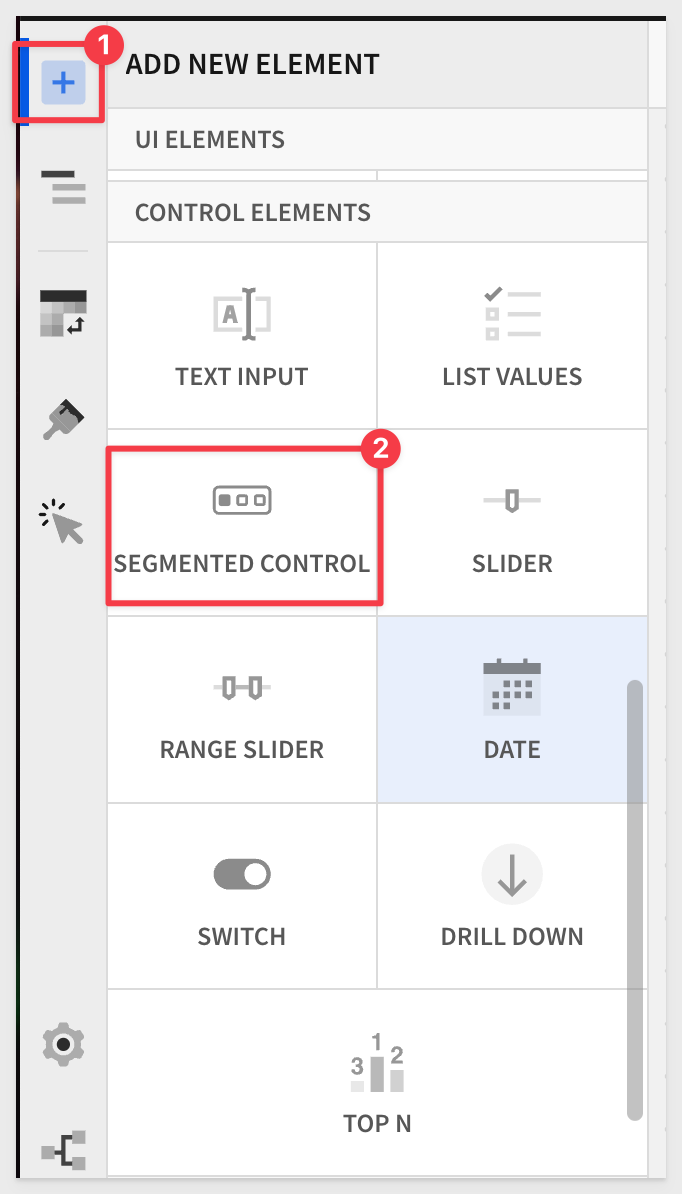 1
ADD NEW ELEMENT
UI ELEMENTS
CONTROL ELEMENTS
A
TEXT INPUT
LIST VALUES
2
SEGMENTED CONTROL
SLIDER
RANGE SLIDER
DATE
SWITCH
DRILL DOWN
3 1 2
TOP N